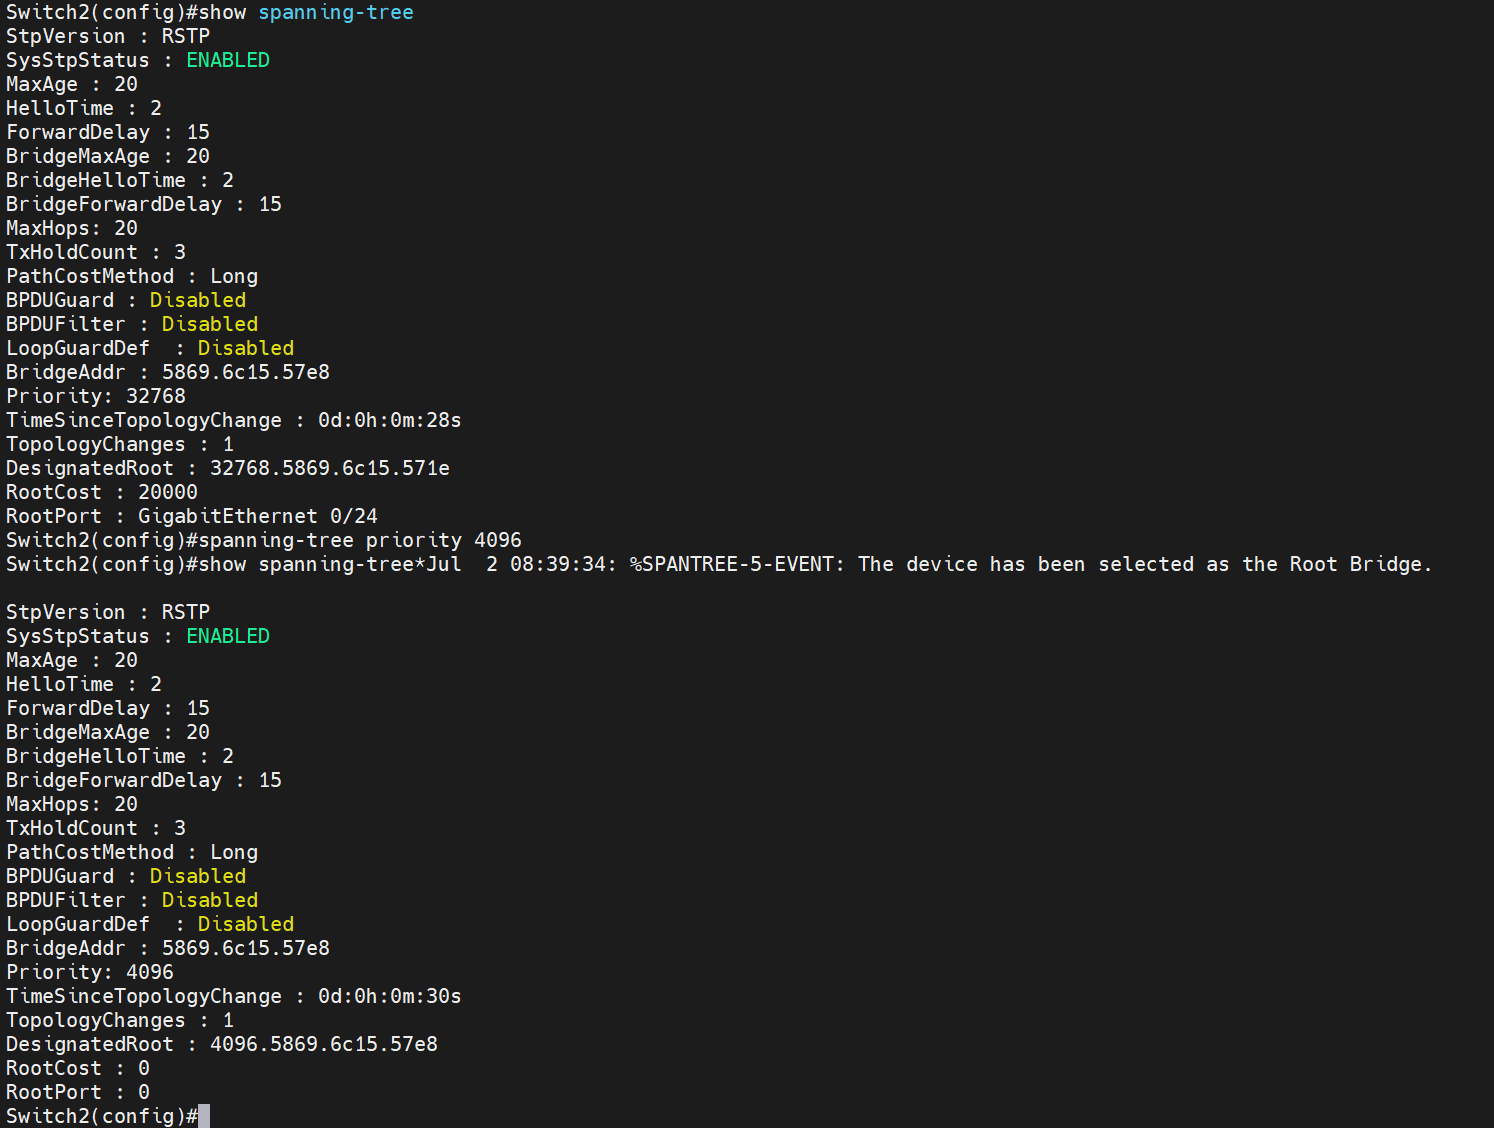 Switch2(config)#show spanning-tree
StpVersion : RSTP
SysStpStatus : ENABLED
MaxAge : 20
HelloTime : 2
ForwardDelay : 15
BridgeMaxAge : 20
BridgeHelloTime : 2
BridgeForwardDelay : 15
MaxHops: 20
TxHoldCount : 3
PathCostMethod : Long
BPDUGuard : Disabled
BPDUFilter : Disabled
LoopGuardDef  : Disabled
BridgeAddr : 5869.6c15.57e8
Priority: 32768
TimeSinceTopologyChange : 0d:0h:0m:28s
TopologyChanges : 1
DesignatedRoot : 32768.5869.6c15.571e
RootCost : 20000
RootPort : GigabitEthernet 0/24
Switch2(config)#spanning-tree priority 4096
Switch2(config)#show spanning-tree*Jul  2 08:39:34: %SPANTREE-5-EVENT: The device has been selected as the Root Bridge.
StpVersion : RSTP
SysStpStatus : ENABLED
MaxAge : 20
HelloTime : 2
ForwardDelay : 15
BridgeMaxAge : 20
BridgeHelloTime : 2
BridgeForwardDelay : 15
MaxHops: 20
TxHoldCount : 3
PathCostMethod : Long
BPDUGuard : Disabled
BPDUFilter : Disabled
LoopGuardDef  : Disabled
BridgeAddr : 5869.6c15.57e8
Priority: 4096
TimeSinceTopologyChange : 0d:0h:0m:30s
TopologyChanges : 1
DesignatedRoot : 4096.5869.6c15.57e8
RootCost : 0
RootPort : 0
Switch2(config)#